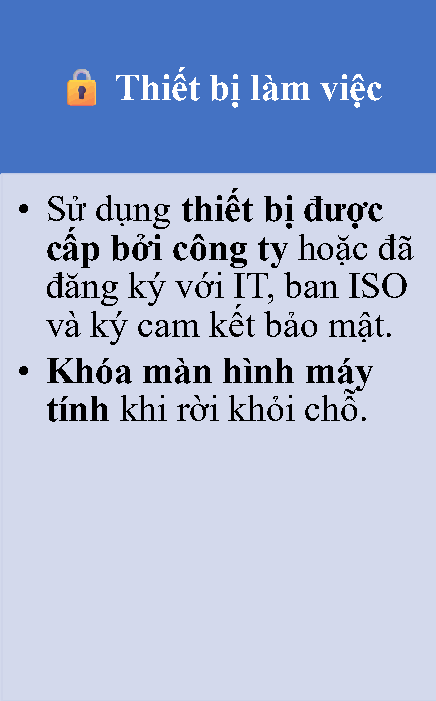 🔒 Thiết bị làm việc
• Sử dụng thiết bị được
cấp bởi công ty hoặc đã
đăng ký với IT, ban ISO
và ký cam kết bảo mật.
• Khóa màn hình máy
tính khi rời khỏi chỗ.